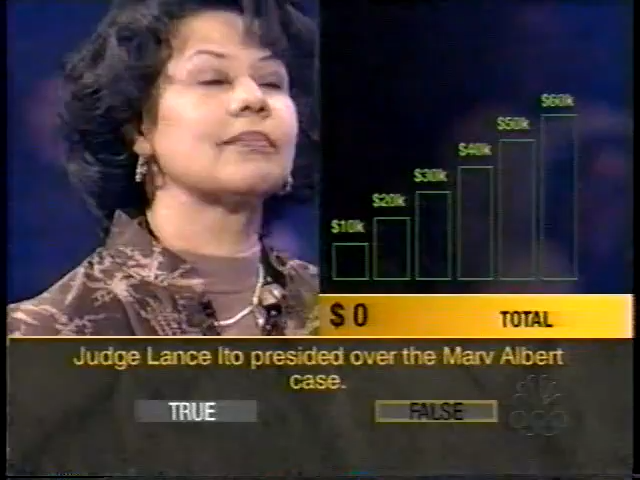 $60k
$50k
$40k
$30k
$20k
$10k
$0 TOTAL
Judge Lance Ito presided over the Marv Albert
case.
TRUE FALSE